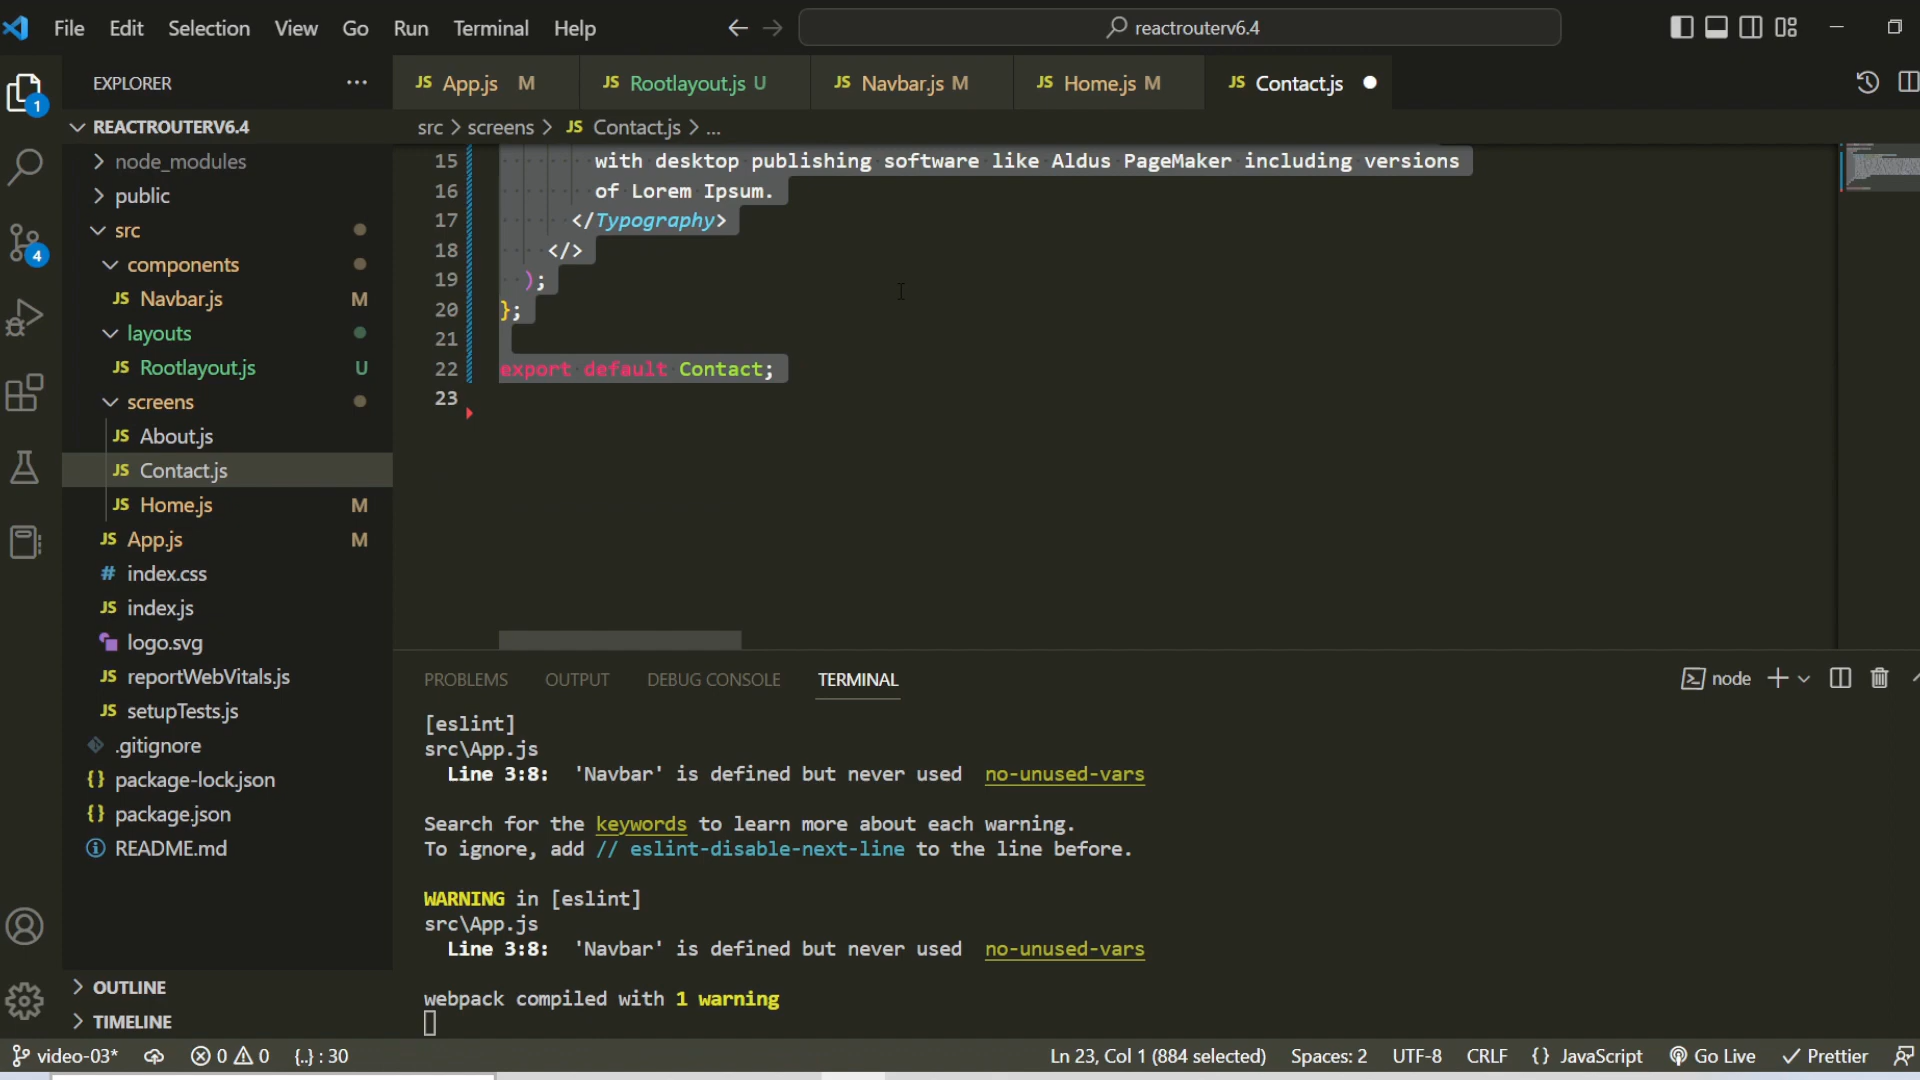 File Edit Selection View Go Run Terminal Help
reactrouterv6.4
EXPLORER
JS App.js M
JS Rootlayout.js U
JS Navbar.js M
JS Home.js M
JS Contact.js
1
REACTROUTERV6.4
src > screens > JS Contact.js > ...
node_modules
public
src
4
components
JS Navbar.js M
layouts
JS Rootlayout.js U
screens
JS About.js
JS Contact.js
JS Home.js M
JS App.js M
# index.css
JS index.js
logo.svg
JS reportWebVitals.js
JS setupTests.js
.gitignore
{} package-lock.json
{} package.json
README.md
OUTLINE
TIMELINE
15 with desktop publishing software like Aldus PageMaker including versions
16 of Lorem Ipsum.
17 </Typography>
18 </>
19 );
20 };
21
22 export default Contact;
23
PROBLEMS OUTPUT DEBUG CONSOLE TERMINAL
node
[eslint]
src\App.js
Line 3:8: 'Navbar' is defined but never used no-unused-vars
Search for the keywords to learn more about each warning.
To ignore, add // eslint-disable-next-line to the line before.
WARNING in [eslint]
src\App.js
Line 3:8: 'Navbar' is defined but never used no-unused-vars
webpack compiled with 1 warning
video-03* 0 0 {..} : 30 Ln 23, Col 1 (884 selected) Spaces: 2 UTF-8 CRLF {} JavaScript Go Live Prettier